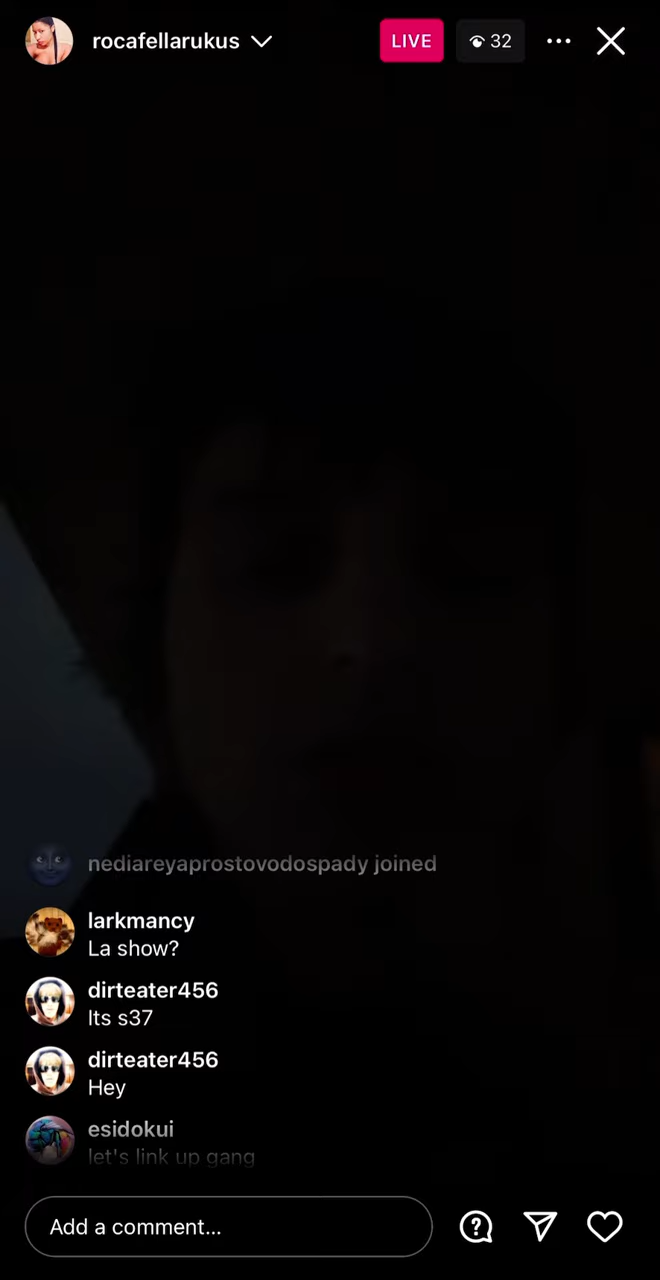 rocafellarukus
LIVE
32
nediareyaprostovodospady joined
larkmancy
La show?
dirteater456
Its s37
dirteater456
Hey
esidokui
let's link up gang
Add a comment...